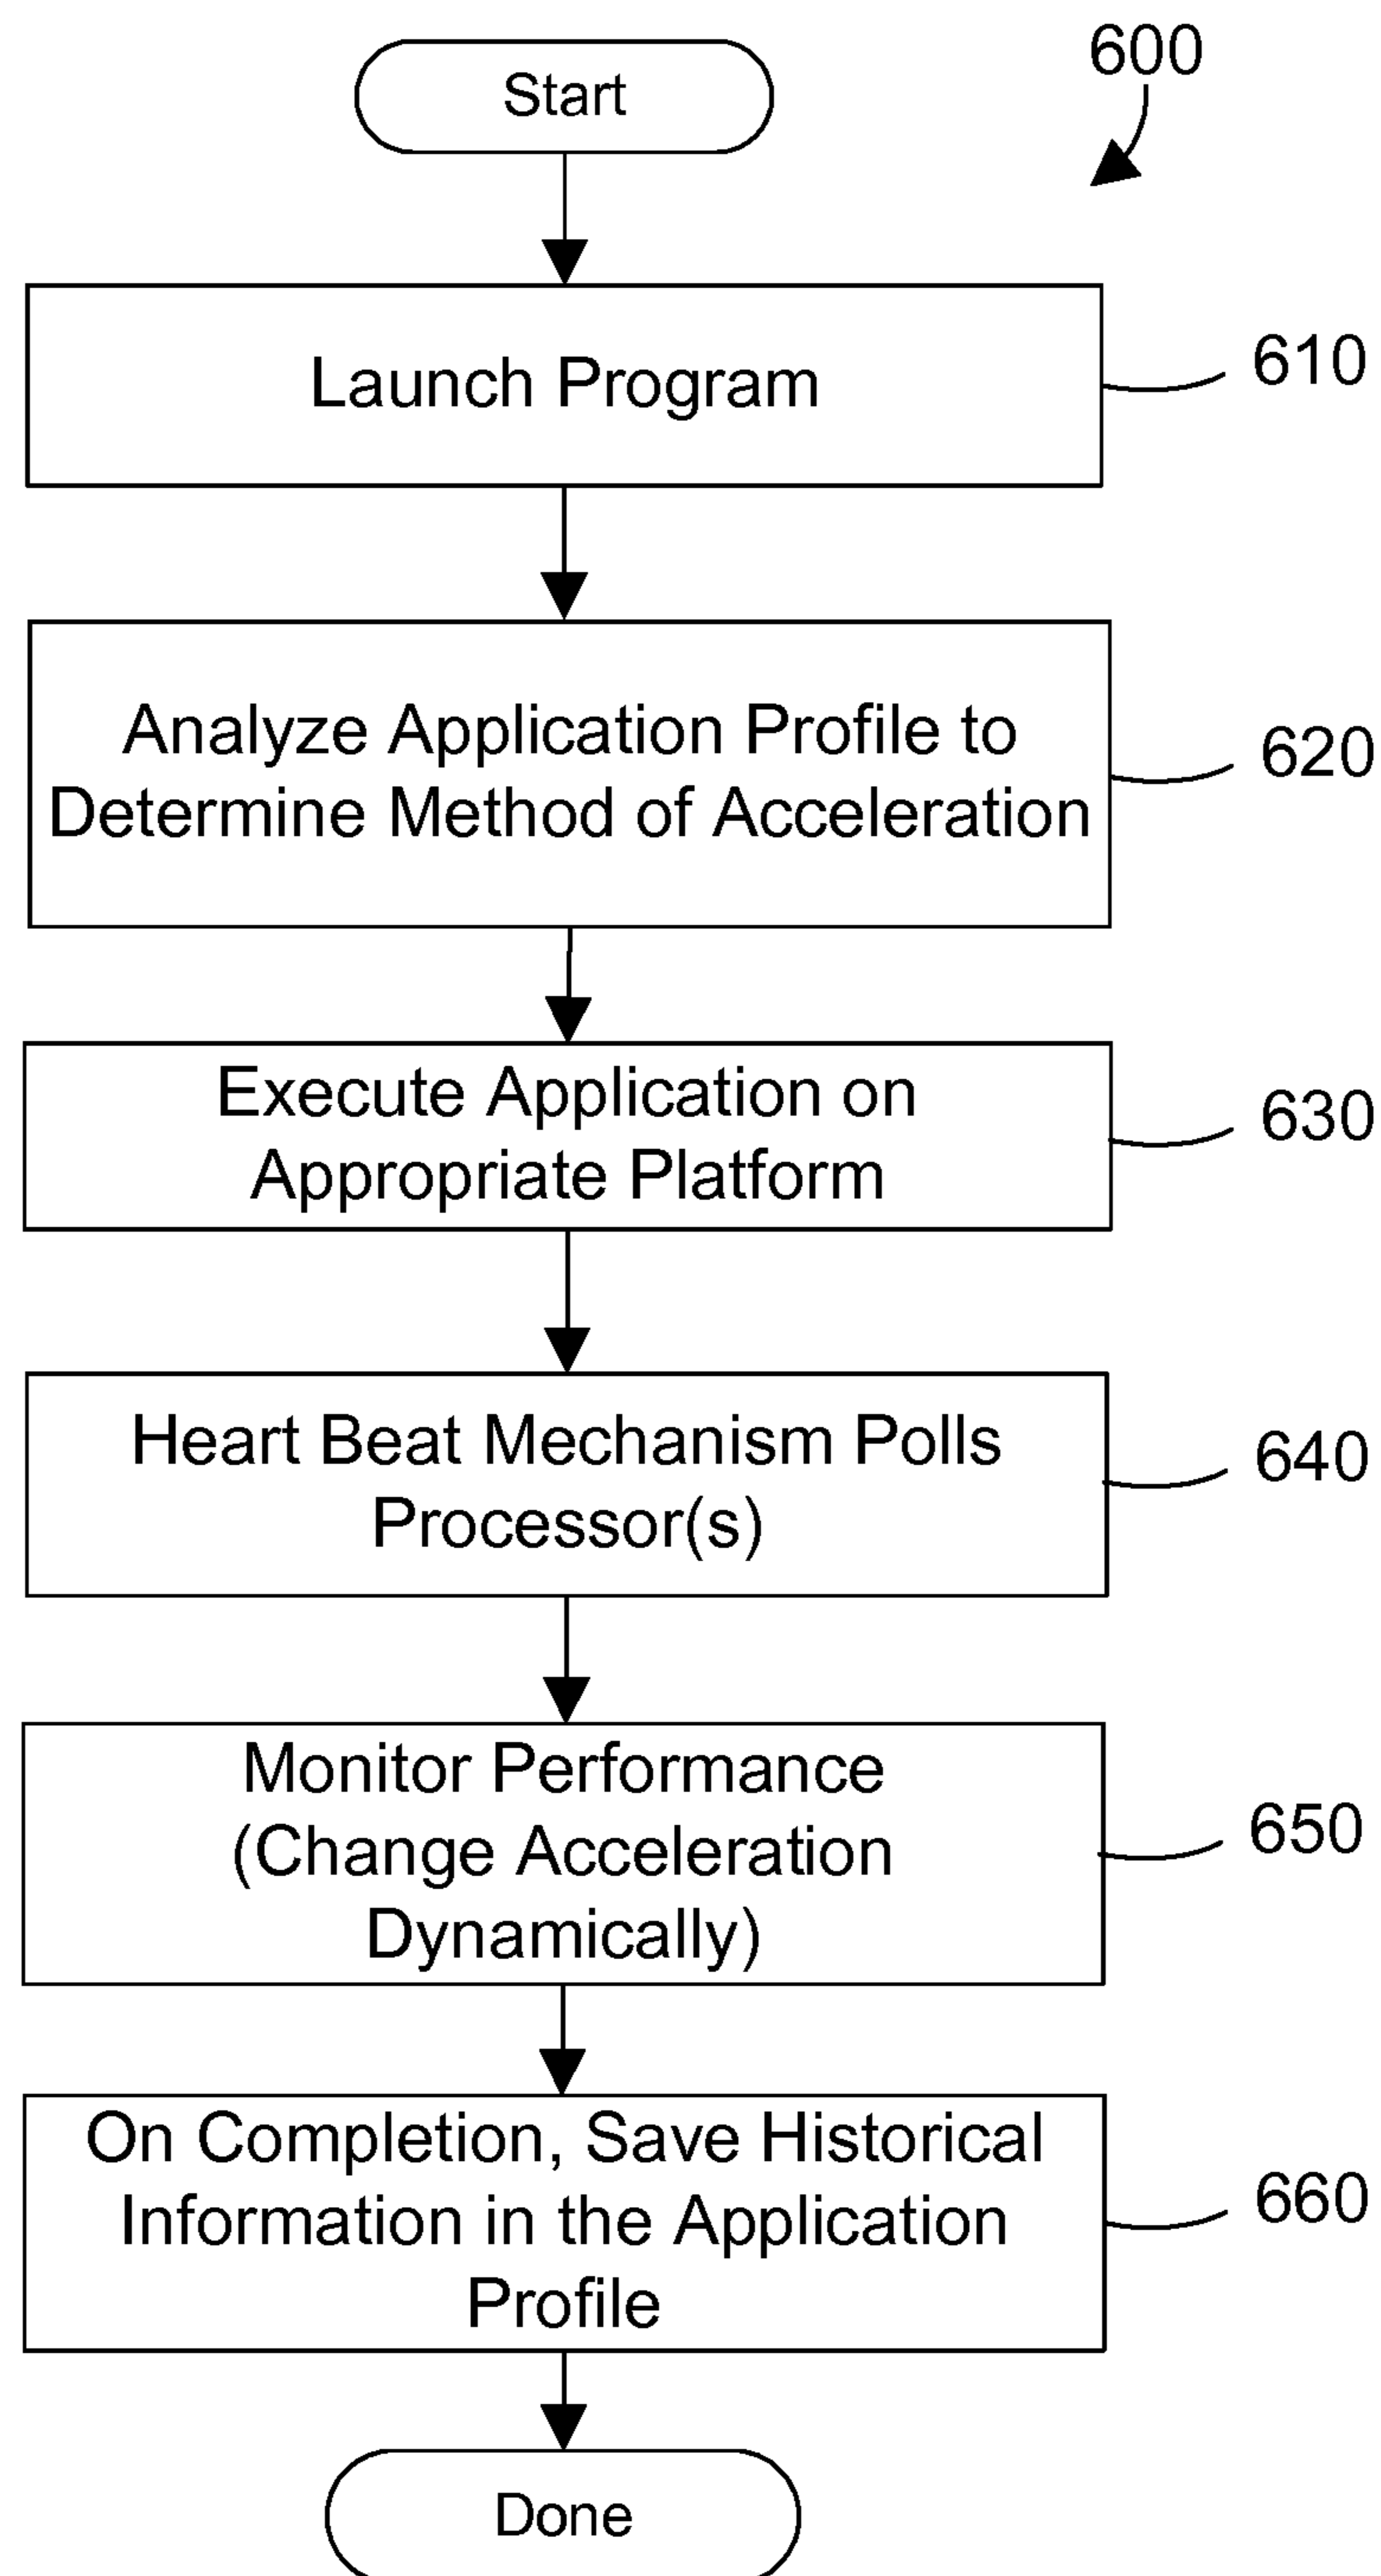 600
Start
Launch Program
610
Analyze Application Profile to
Determine Method of Acceleration
620
Execute Application on
Appropriate Platform
630
Heart Beat Mechanism Polls
Processor(s)
640
Monitor Performance
(Change Acceleration
Dynamically)
650
On Completion, Save Historical
Information in the Application
Profile
660
Done